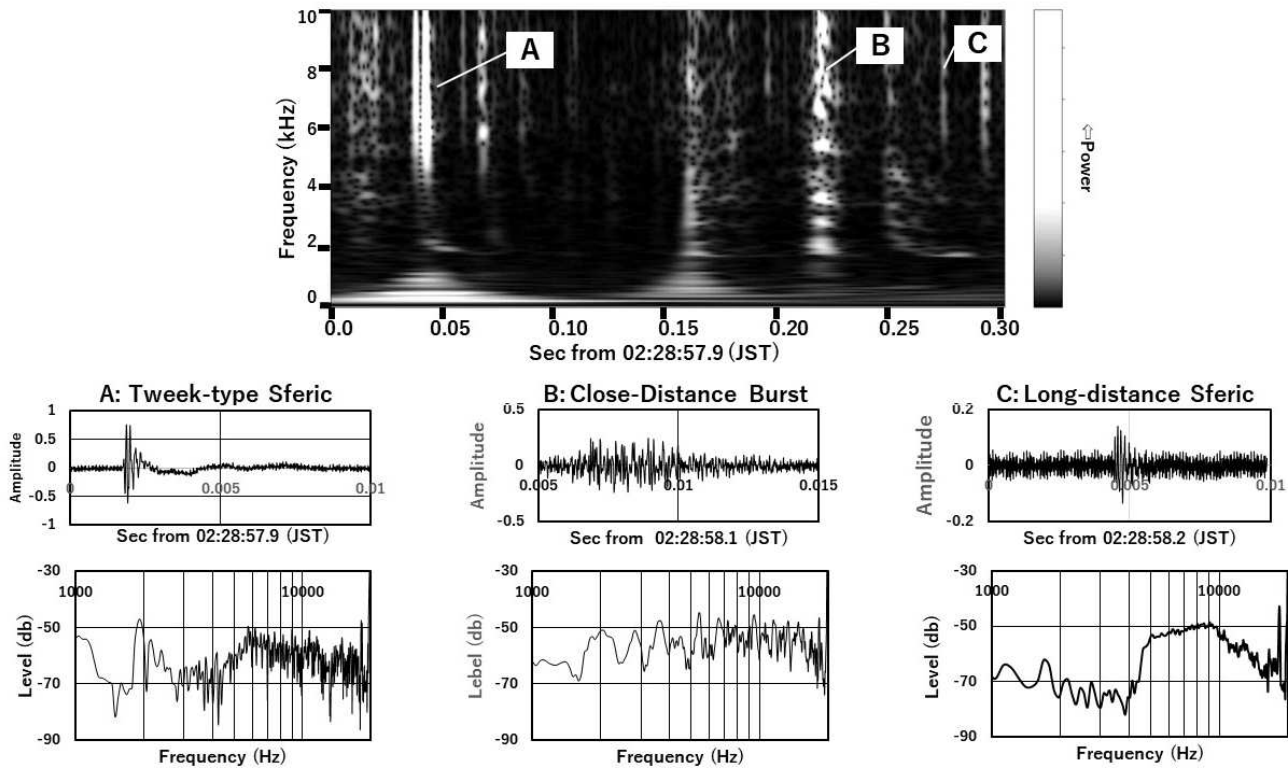 10
8
6
4
2
0
Frequency (kHz)
A
B
C
⇦Power
0.0 0.05 0.10 0.15 0.20 0.25 0.30
Sec from 02:28:57.9 (JST)
A: Tweek-type Sferic
1
0.5
0
-0.5
-1
Amplitude
0 0.005 0.01
Sec from 02:28:57.9 (JST)
B: Close-Distance Burst
0.5
0
-0.5
Amplitude
0.005 0.01 0.015
Sec from 02:28:58.1 (JST)
C: Long-distance Sferic
0.2
0
-0.2
Amplitude
0 0.005 0.01
Sec from 02:28:58.2 (JST)
-30
-50
-70
-90
Level (db)
1000 10000
Frequency (Hz)
-30
-50
-70
-90
Lebel (db)
1000 10000
Frequency (Hz)
-30
-50
-70
-90
Level (db)
1000 10000
Frequency (Hz)